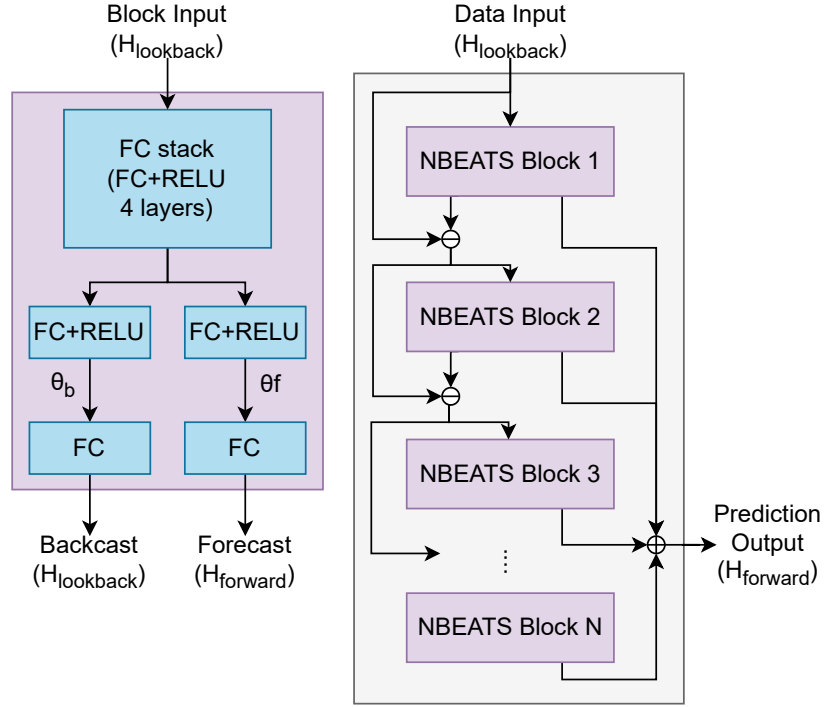 Block Input
(Hlookback)
FC stack
(FC+RELU
4 layers)
FC+RELU
FC+RELU
θb
θf
FC
FC
Backcast
(Hlookback)
Forecast
(Hforward)
Data Input
(Hlookback)
NBEATS Block 1
NBEATS Block 2
NBEATS Block 3
NBEATS Block N
Prediction
Output
(Hforward)